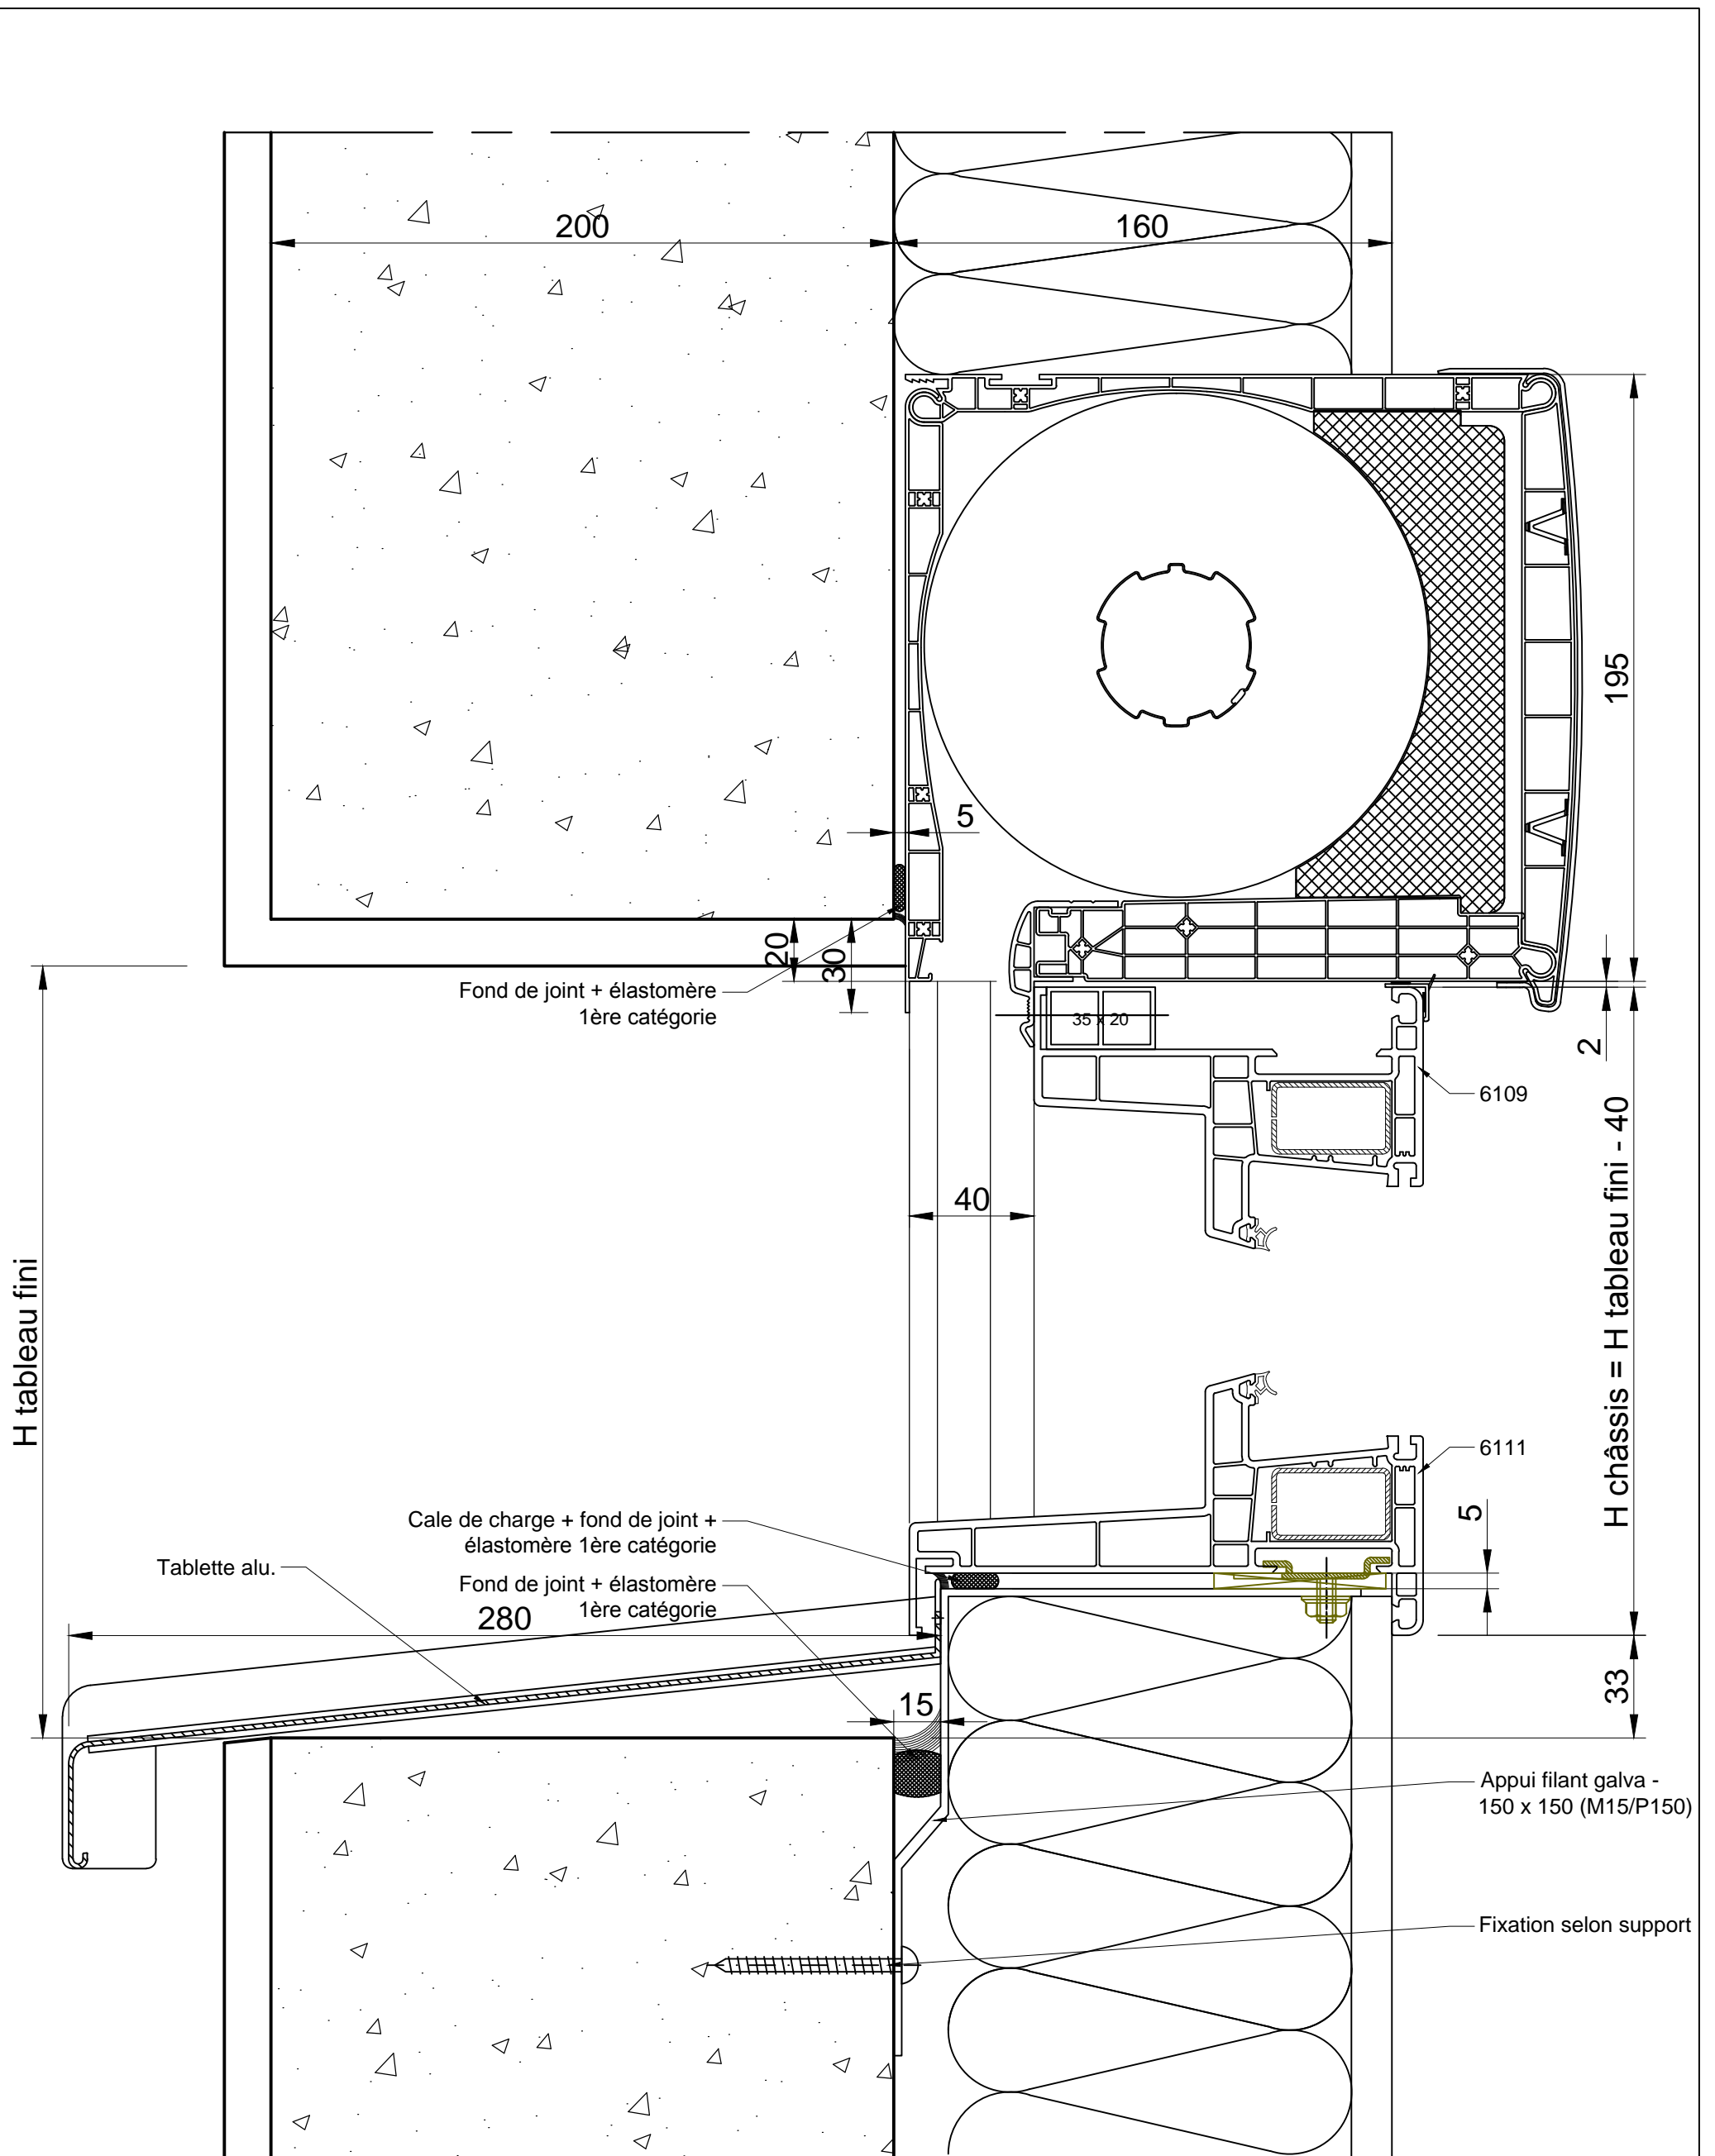 200
160
195
5
20
30
Fond de joint + élastomère
1ère catégorie
35 x 20
2
6109
40
H tableau fini
H châssis = H tableau fini - 40
6111
5
Cale de charge + fond de joint +
élastomère 1ère catégorie
Tablette alu.
Fond de joint + élastomère
1ère catégorie
280
15
33
Appui filant galva -
150 x 150 (M15/P150)
Fixation selon support